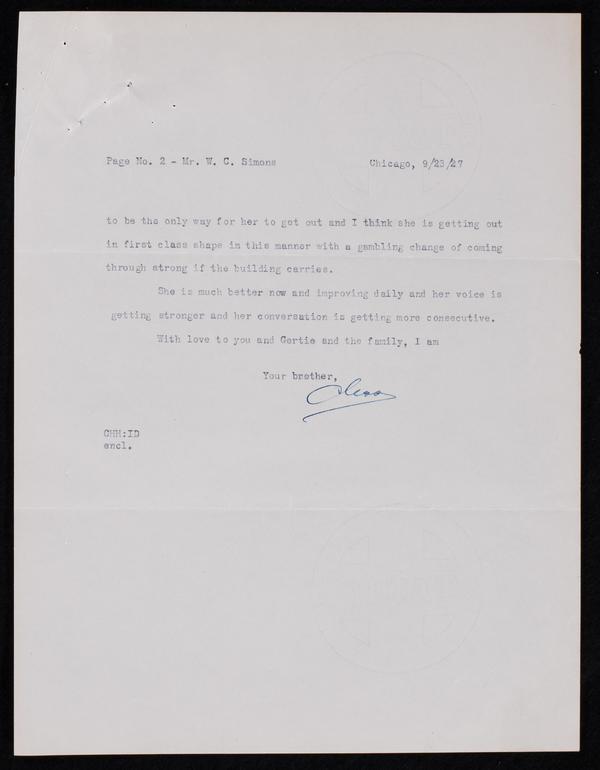 Page No. 2 - Mr. W. C. Simons Chicago, 9/23/27
to be the only way for her to get out and I think she is getting out
in first class shape in this manner with a gambling change of coming
through strong if the building carries.
She is much better now and improving daily and her voice is
getting stronger and her conversation is getting more consecutive.
With love to you and Gertie and the family, I am
Your brother,
CHH:ID
encl.